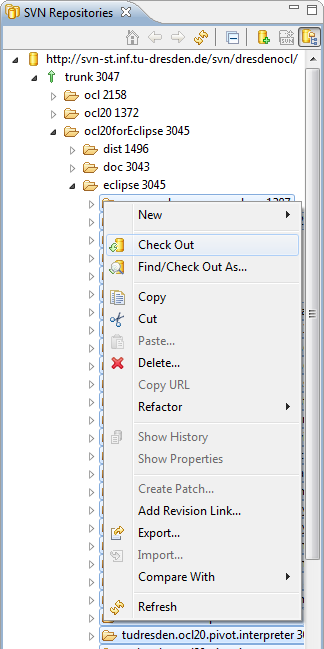 SVN Repositories
SVN
http://svn-st.inf.tu-dresden.de/svn/dresdenocl/
trunk 3047
ocl 2158
ocl20 1372
ocl20forEclipse 3045
dist 1496
doc 3043
eclipse 3045
New
Check Out
Find/Check Out As...
Copy
Cut
Paste...
Delete...
Copy URL
Refactor
Show History
Show Properties
Create Patch...
Add Revision Link...
Export...
Import...
Compare With
Refresh
tudresden.ocl20.pivot.interpreter 30